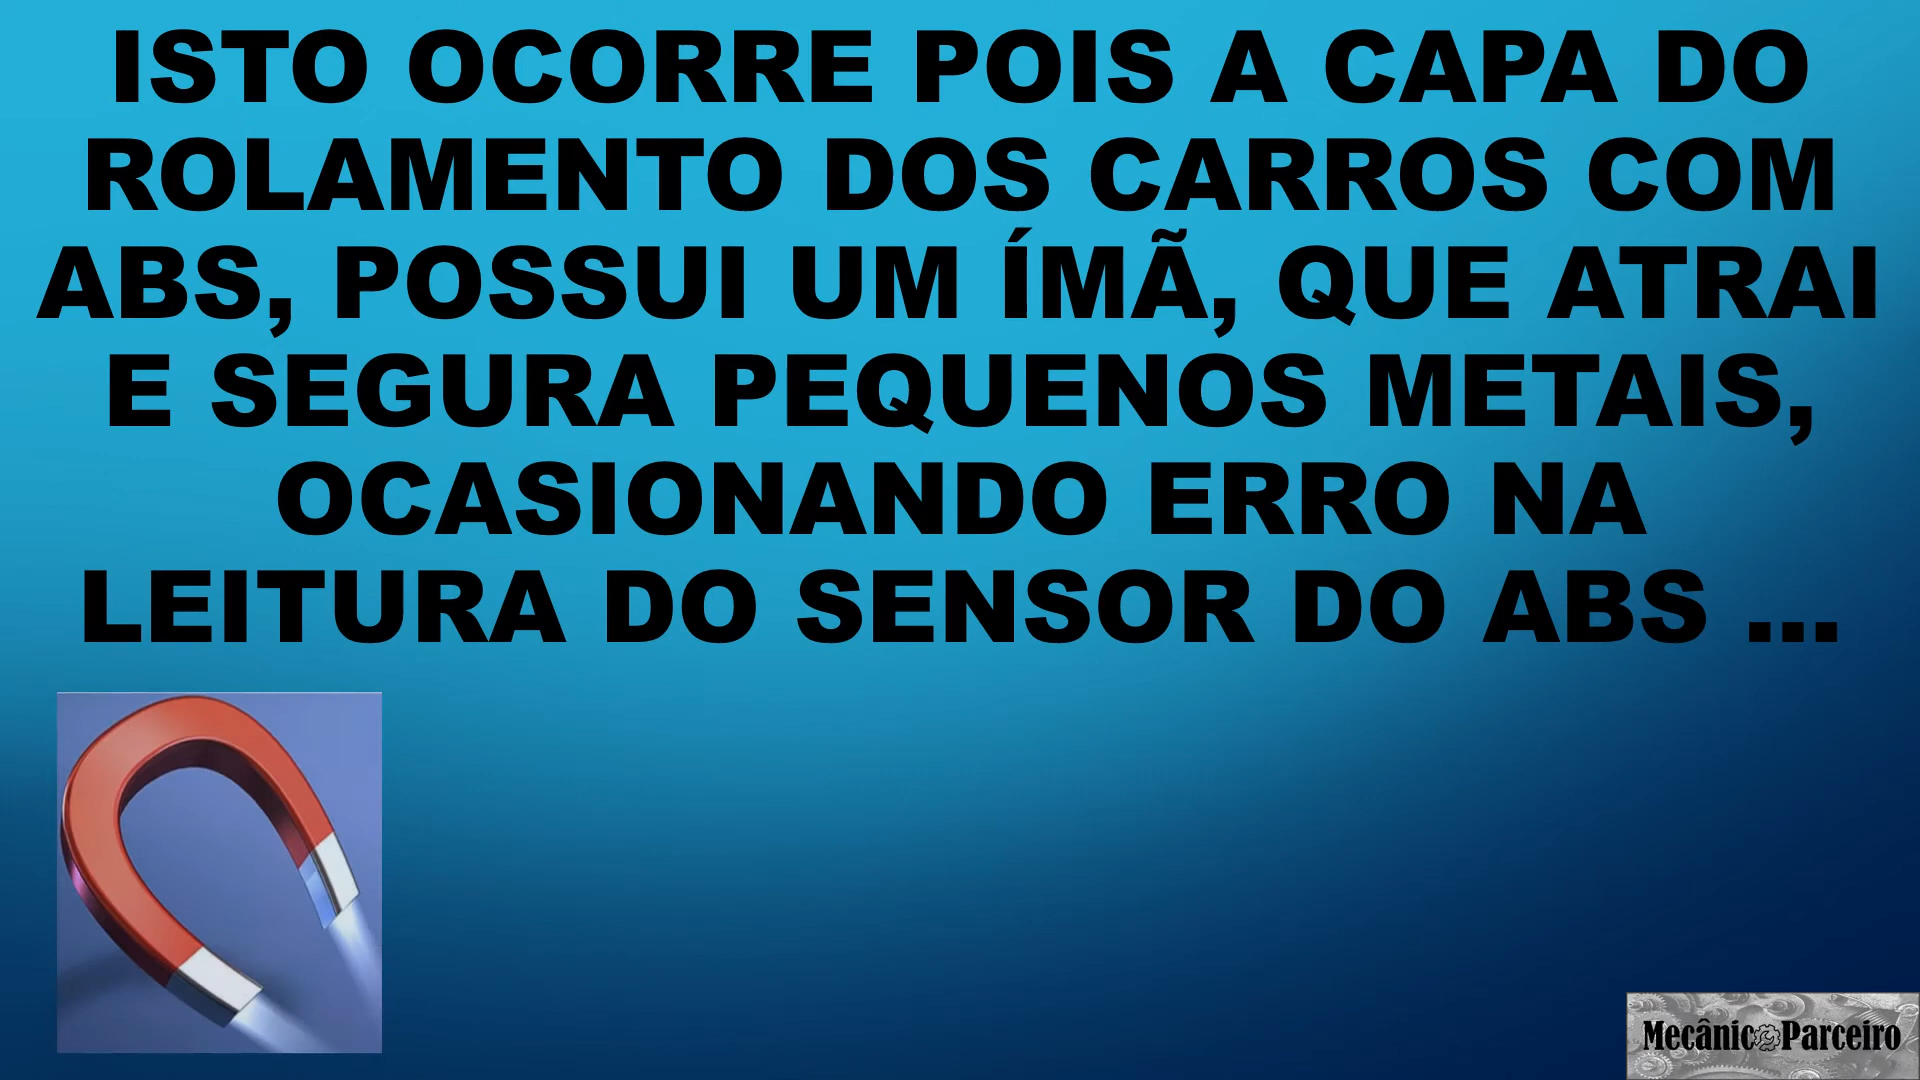 ISTO OCORRE POIS A CAPA DO
ROLAMENTO DOS CARROS COM
ABS, POSSUI UM ÍMÃ, QUE ATRAI
E SEGURA PEQUENOS METAIS,
OCASIONANDO ERRO NA
LEITURA DO SENSOR DO ABS ...
Mecânico Parceiro